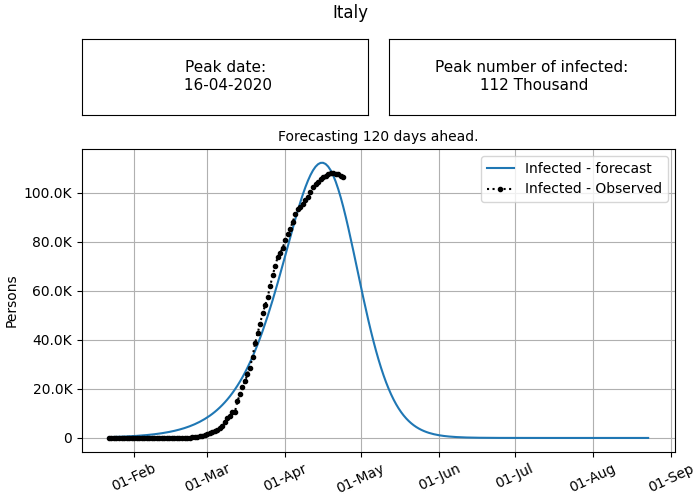 Italy
Peak date:
16-04-2020
Peak number of infected:
112 Thousand
Forecasting 120 days ahead.
Infected - forecast
Infected - Observed
Persons
100.0K
80.0K
60.0K
40.0K
20.0K
0
01-Feb
01-Mar
01-Apr
01-May
01-Jun
01-Jul
01-Aug
01-Sep